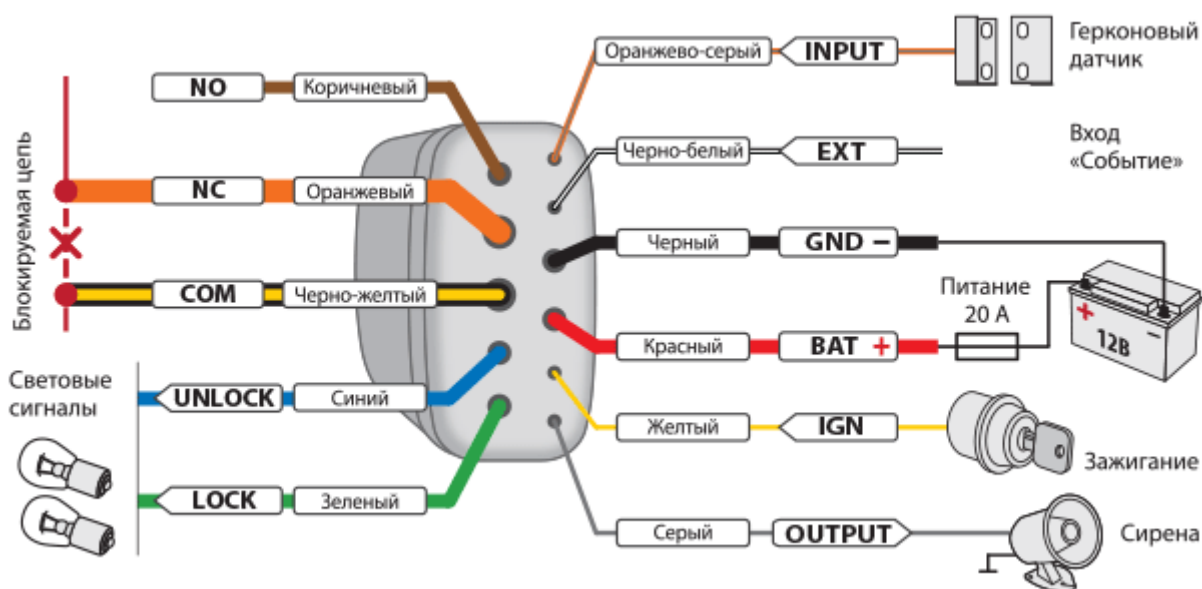 NO
Коричневый
NC
Оранжевый
COM
Черно-желтый
Блокируемая цепь
Световые
сигналы
UNLOCK
Синий
LOCK
Зеленый
Оранжево-серый
INPUT
Герконовый
датчик
Черно-белый
EXT
Вход
«Событие»
Черный
GND –
Питание
20 А
Красный
BAT +
+
–
12В
Желтый
IGN
Зажигание
Серый
OUTPUT
Сирена